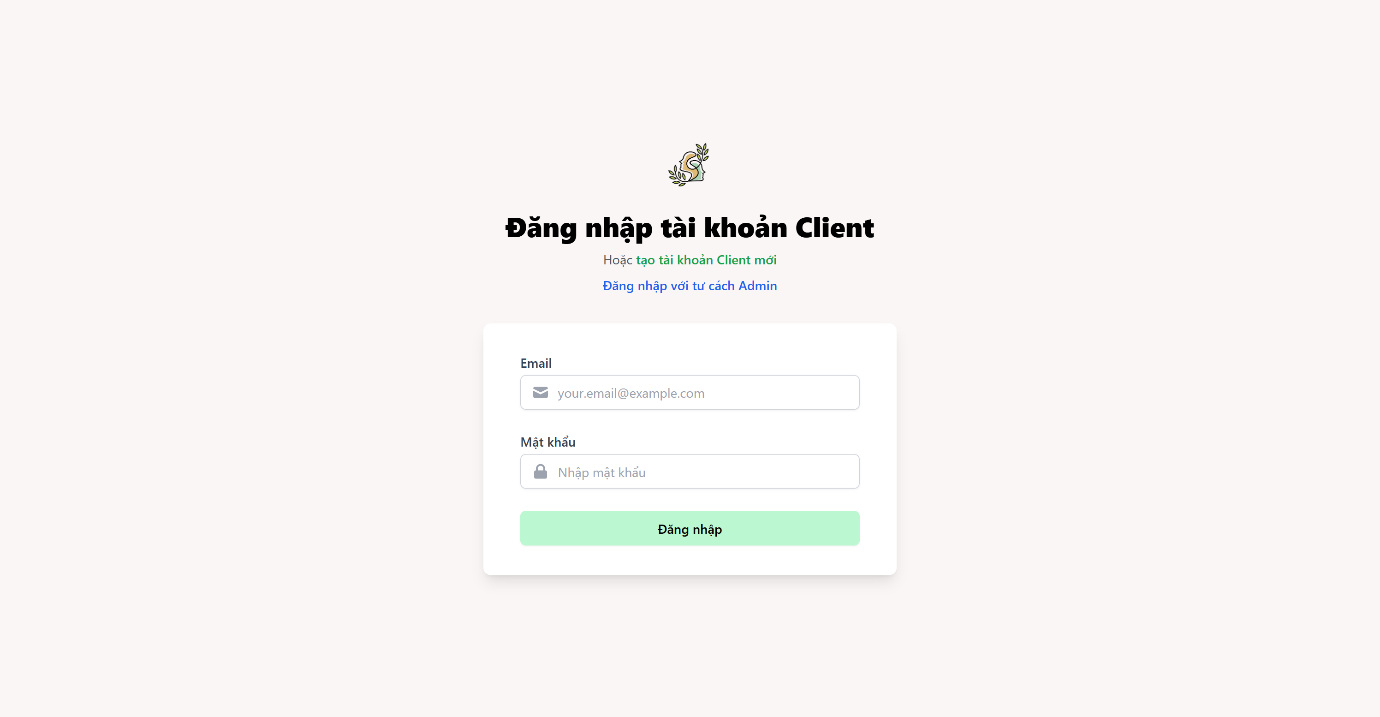 Đăng nhập tài khoản Client
Hoặc tạo tài khoản Client mới
Đăng nhập với tư cách Admin
Email
your.email@example.com
Mật khẩu
Nhập mật khẩu
Đăng nhập